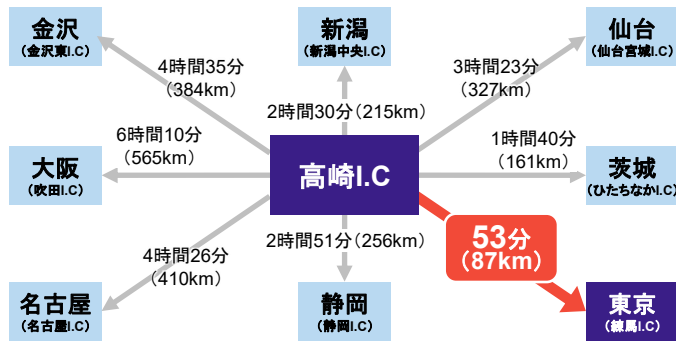 金沢
(金沢東I.C)
新潟
(新潟中央I.C)
仙台
(仙台宮城I.C)
4時間35分
(384km)
2時間30分(215km)
3時間23分
(327km)
6時間10分
(565km)
1時間40分
(161km)
大阪
(吹田I.C)
高崎I.C
茨城
(ひたちなかI.C)
4時間26分
(410km)
2時間51分(256km)
53分
(87km)
名古屋
(名古屋I.C)
静岡
(静岡I.C)
東京
(練馬I.C)